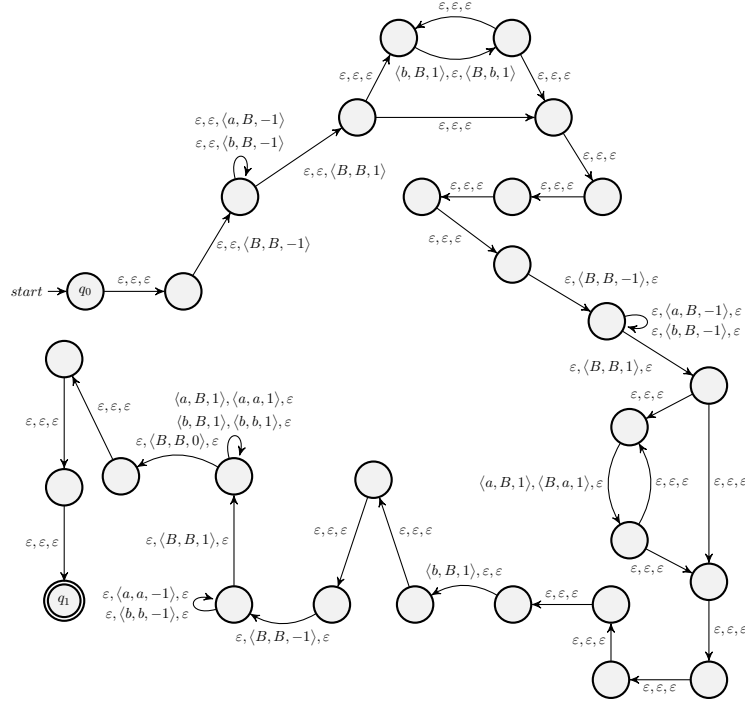 ε,ε,ε
⟨b,B,1⟩,ε,⟨B,b,1⟩
ε,ε,ε
ε,ε,ε
ε,ε,ε
ε,ε,⟨a,B,−1⟩
ε,ε,⟨b,B,−1⟩
ε,ε,ε
ε,ε,⟨B,B,1⟩
ε,ε,ε
ε,ε,ε
ε,ε,ε
ε,ε,⟨B,B,−1⟩
ε,ε,ε
start
q₀
ε,⟨B,B,−1⟩,ε
ε,⟨a,B,−1⟩,ε
ε,⟨b,B,−1⟩,ε
ε,⟨B,B,1⟩,ε
ε,ε,ε
⟨a,B,1⟩,⟨a,a,1⟩,ε
⟨b,B,1⟩,⟨b,b,1⟩,ε
ε,⟨B,B,0⟩,ε
ε,ε,ε
ε,ε,ε
⟨a,B,1⟩,⟨B,a,1⟩,ε
ε,ε,ε
ε,ε,ε
ε,ε,ε
ε,ε,ε
ε,ε,ε
ε,⟨B,B,1⟩,ε
ε,ε,ε
ε,ε,ε
⟨b,B,1⟩,ε,ε
ε,ε,ε
ε,⟨a,a,−1⟩,ε
ε,⟨b,b,−1⟩,ε
q₁
ε,⟨B,B,−1⟩,ε
ε,ε,ε
ε,ε,ε
ε,ε,ε